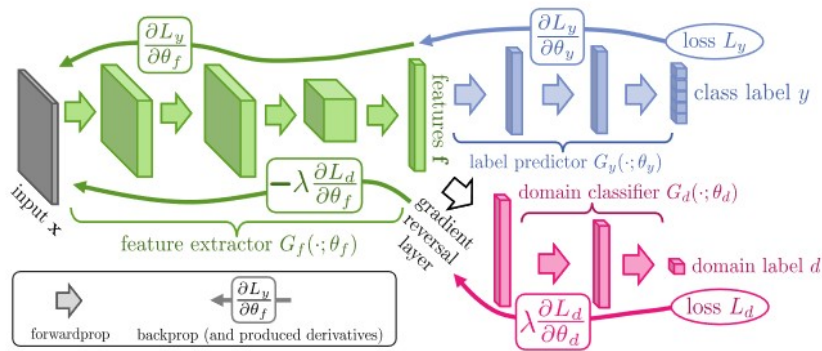 ∂L_y/∂θ_f
∂L_y/∂θ_y
loss L_y
input x
features f
class label y
label predictor G_y(·; θ_y)
−λ ∂L_d/∂θ_f
feature extractor G_f(·; θ_f)
gradient
reversal
layer
domain classifier G_d(·; θ_d)
domain label d
λ ∂L_d/∂θ_d
loss L_d
forwardprop
∂L_y/∂θ_f
backprop (and produced derivatives)